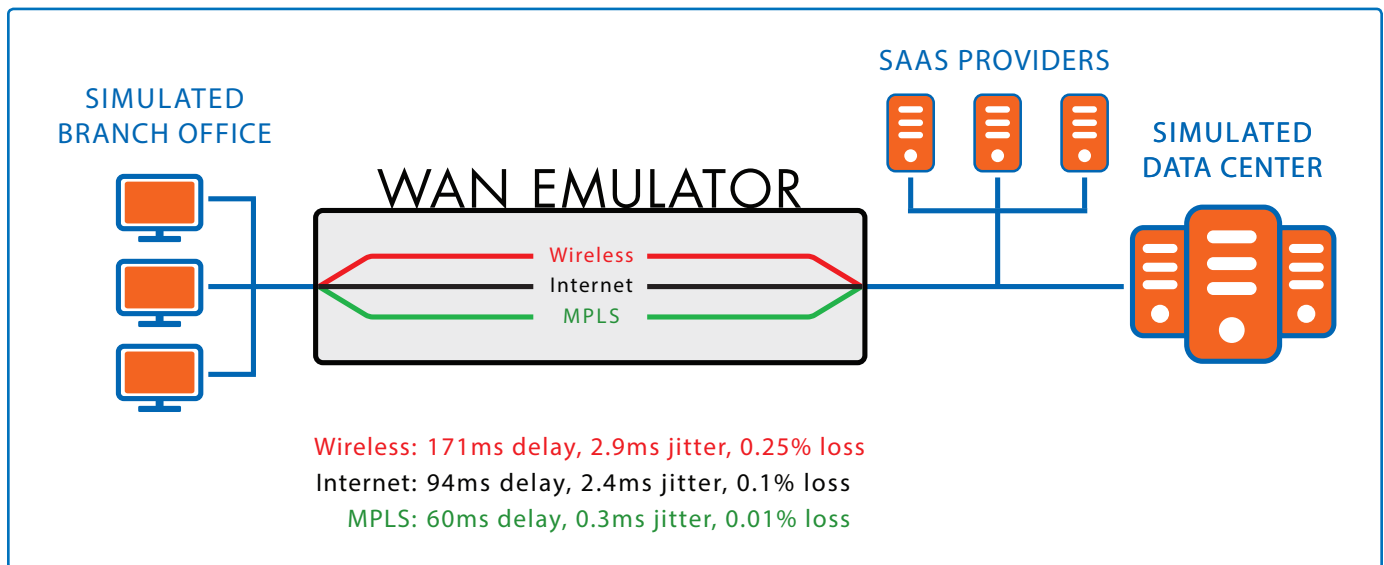 SIMULATED
BRANCH OFFICE
SAAS PROVIDERS
SIMULATED
DATA CENTER
WAN EMULATOR
Wireless
Internet
MPLS
Wireless: 171ms delay, 2.9ms jitter, 0.25% loss
Internet: 94ms delay, 2.4ms jitter, 0.1% loss
MPLS: 60ms delay, 0.3ms jitter, 0.01% loss